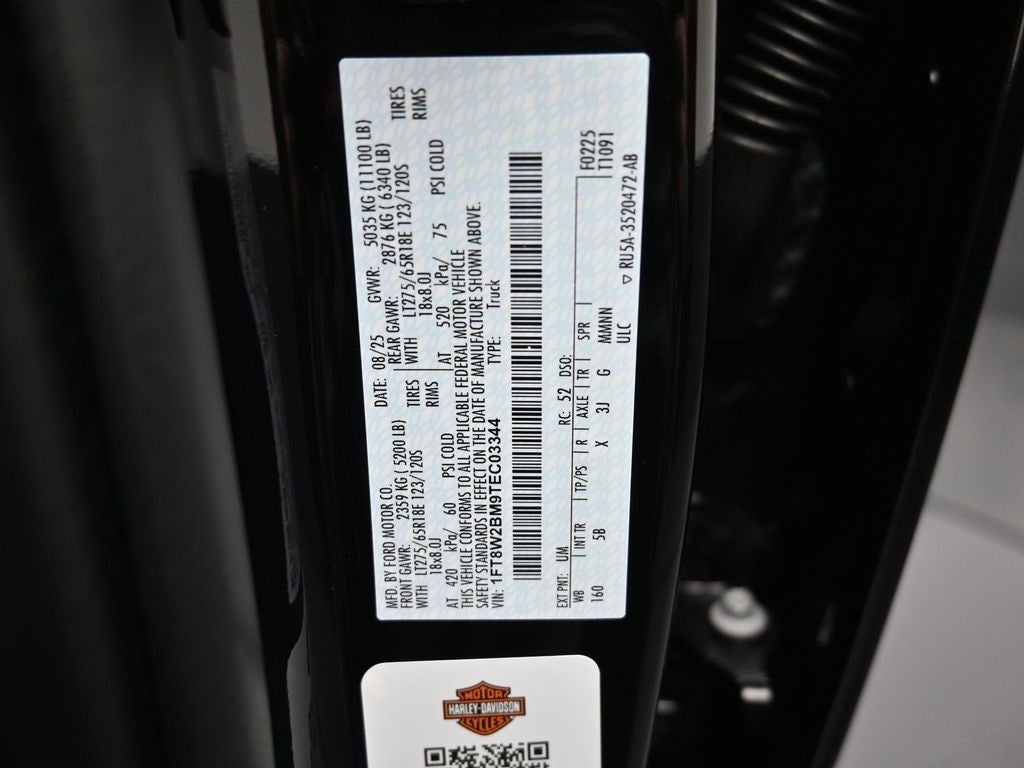 MFD. BY FORD MOTOR CO.
DATE: 08/25 GVWR: 5035 KG (11100 LB)
FRONT GAWR: 2359 KG ( 5200 LB) REAR GAWR: 2876 KG ( 6340 LB)
WITH LT275/65R18E 123/120S TIRES WITH LT275/65R18E 123/120S TIRES
18x8.0J RIMS 18x8.0J RIMS
AT 420 kPa/ 60 PSI COLD AT 520 kPa/ 75 PSI COLD
THIS VEHICLE CONFORMS TO ALL APPLICABLE FEDERAL MOTOR VEHICLE
SAFETY STANDARDS IN EFFECT ON THE DATE OF MANUFACTURE SHOWN ABOVE.
VIN: 1FT8W2BM9TEC03344 TYPE: Truck
EXT PNT: UM RC: 52 DSO: F0225
WB INT TR TP/PS R AXLE TR SPR T1091
160 5B X 3J G MMNN
ULC ▽ RU5A-3520472-AB
MOTOR
HARLEY-DAVIDSON
CYCLES